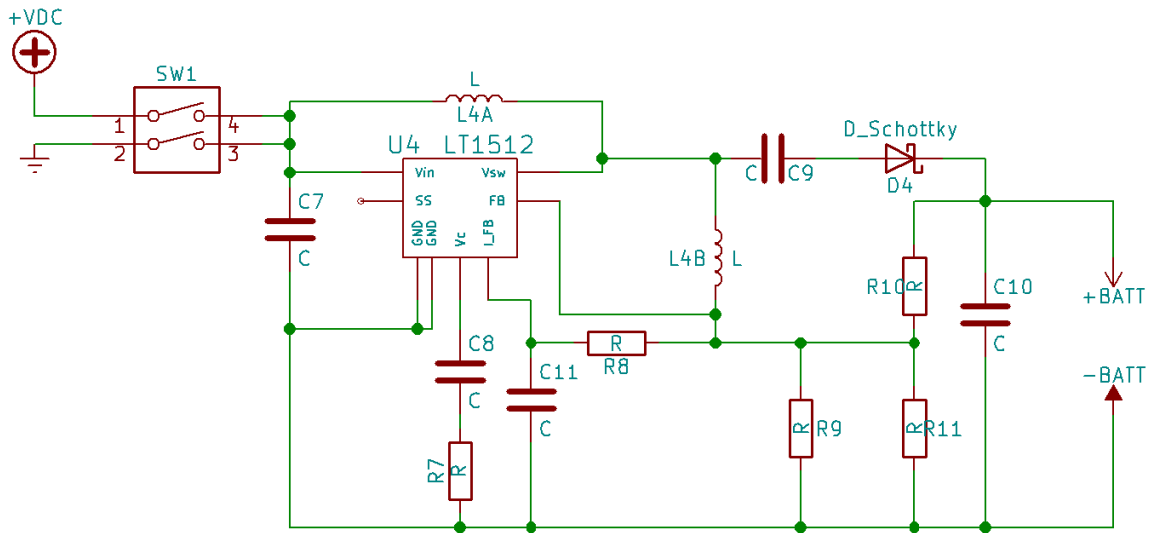 +VDC
SW1
1
2
4
3
L
L4A
U4
LT1512
Vin
SS
GND
GND
Vc
I_FB
Vsw
FB
C7
C
C8
C
R7
R
C11
C
R
R8
L4B
L
C
C9
D_Schottky
D4
R10
R
C10
C
R
R9
R
R11
+BATT
-BATT